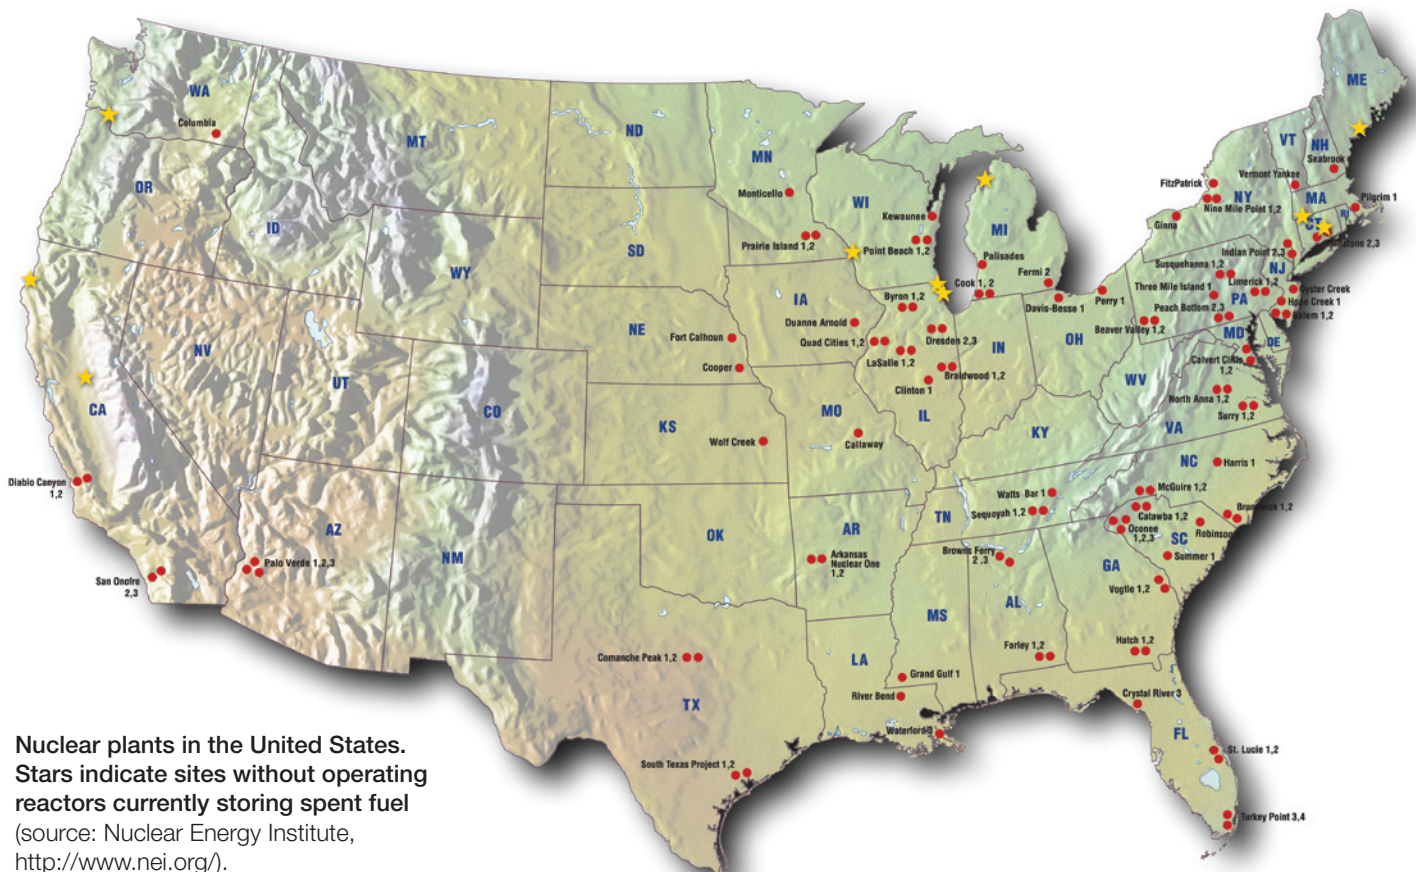 WA
Columbia
OR
MT
ID
WY
NV
UT
CA
CO
AZ
NM
Diablo Canyon
1,2
San Onofre
2,3
Palo Verde 1,2,3
ND
SD
NE
KS
OK
TX
MN
Monticello
Prairie Island 1,2
IA
Duane Arnold
Fort Calhoun
Cooper
Wolf Creek
MO
Callaway
AR
Arkansas
Nuclear One
1,2
LA
Comanche Peak 1,2
South Texas Project 1,2
River Bend
Waterford 3
Grand Gulf 1
MS
WI
Kewaunee
Point Beach 1,2
MI
Palisades
Fermi 2
Cook 1, 2
Byron 1,2
Quad Cities 1,2
Dresden 2,3
LaSalle 1,2
Braidwood 1,2
Clinton 1
IL
IN
OH
Davis-Besse 1
Perry 1
KY
WV
TN
Watts Bar 1
Sequoyah 1,2
Browns Ferry
2,3
AL
Farley 1,2
GA
Hatch 1,2
Vogtle 1,2
FL
Crystal River 3
St. Lucie 1,2
Turkey Point 3,4
SC
Summer 1
Robinson
Oconee
1,2,3
Catawba 1,2
McGuire 1,2
Brunswick 1,2
NC
Harris 1
VA
Surry 1,2
North Anna 1,2
Calvert Cliffs
1,2
MD
DE
PA
Beaver Valley 1,2
Peach Bottom 2,3
Three Mile Island 1
Susquehanna 1,2
Limerick 1,2
NJ
Oyster Creek
Hope Creek 1
Salem 1,2
Indian Point 2,3
NY
FitzPatrick
Nine Mile Point 1,2
Ginna
VT
Vermont Yankee
NH
Seabrook
ME
MA
Pilgrim 1
RI
CT
Millstone 2,3
Nuclear plants in the United States.
Stars indicate sites without operating
reactors currently storing spent fuel
(source: Nuclear Energy Institute,
http://www.nei.org/).